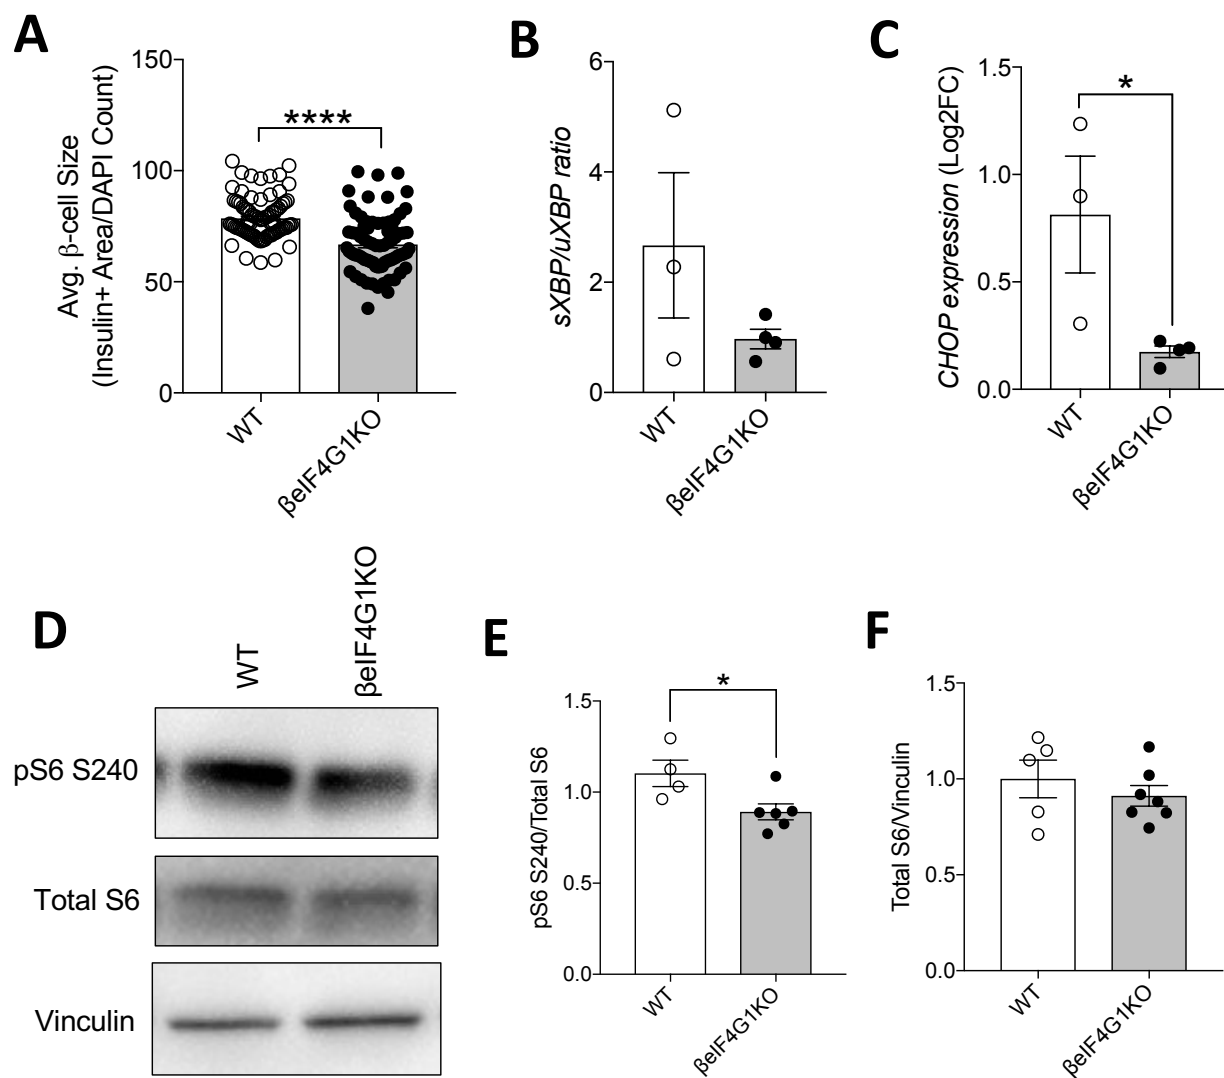 A
Avg. β-cell Size
(Insulin+ Area/DAPI Count)
150
100
50
0
****
WT
βeIF4G1KO
B
sXBP/uXBP ratio
6
4
2
0
WT
βeIF4G1KO
C
CHOP expression (Log2FC)
1.5
1.0
0.5
0.0
*
WT
βeIF4G1KO
D
WT
βeIF4G1KO
pS6 S240
Total S6
Vinculin
E
pS6 S240/Total S6
1.5
1.0
0.5
0.0
*
WT
βeIF4G1KO
F
Total S6/Vinculin
1.5
1.0
0.5
0.0
WT
βeIF4G1KO